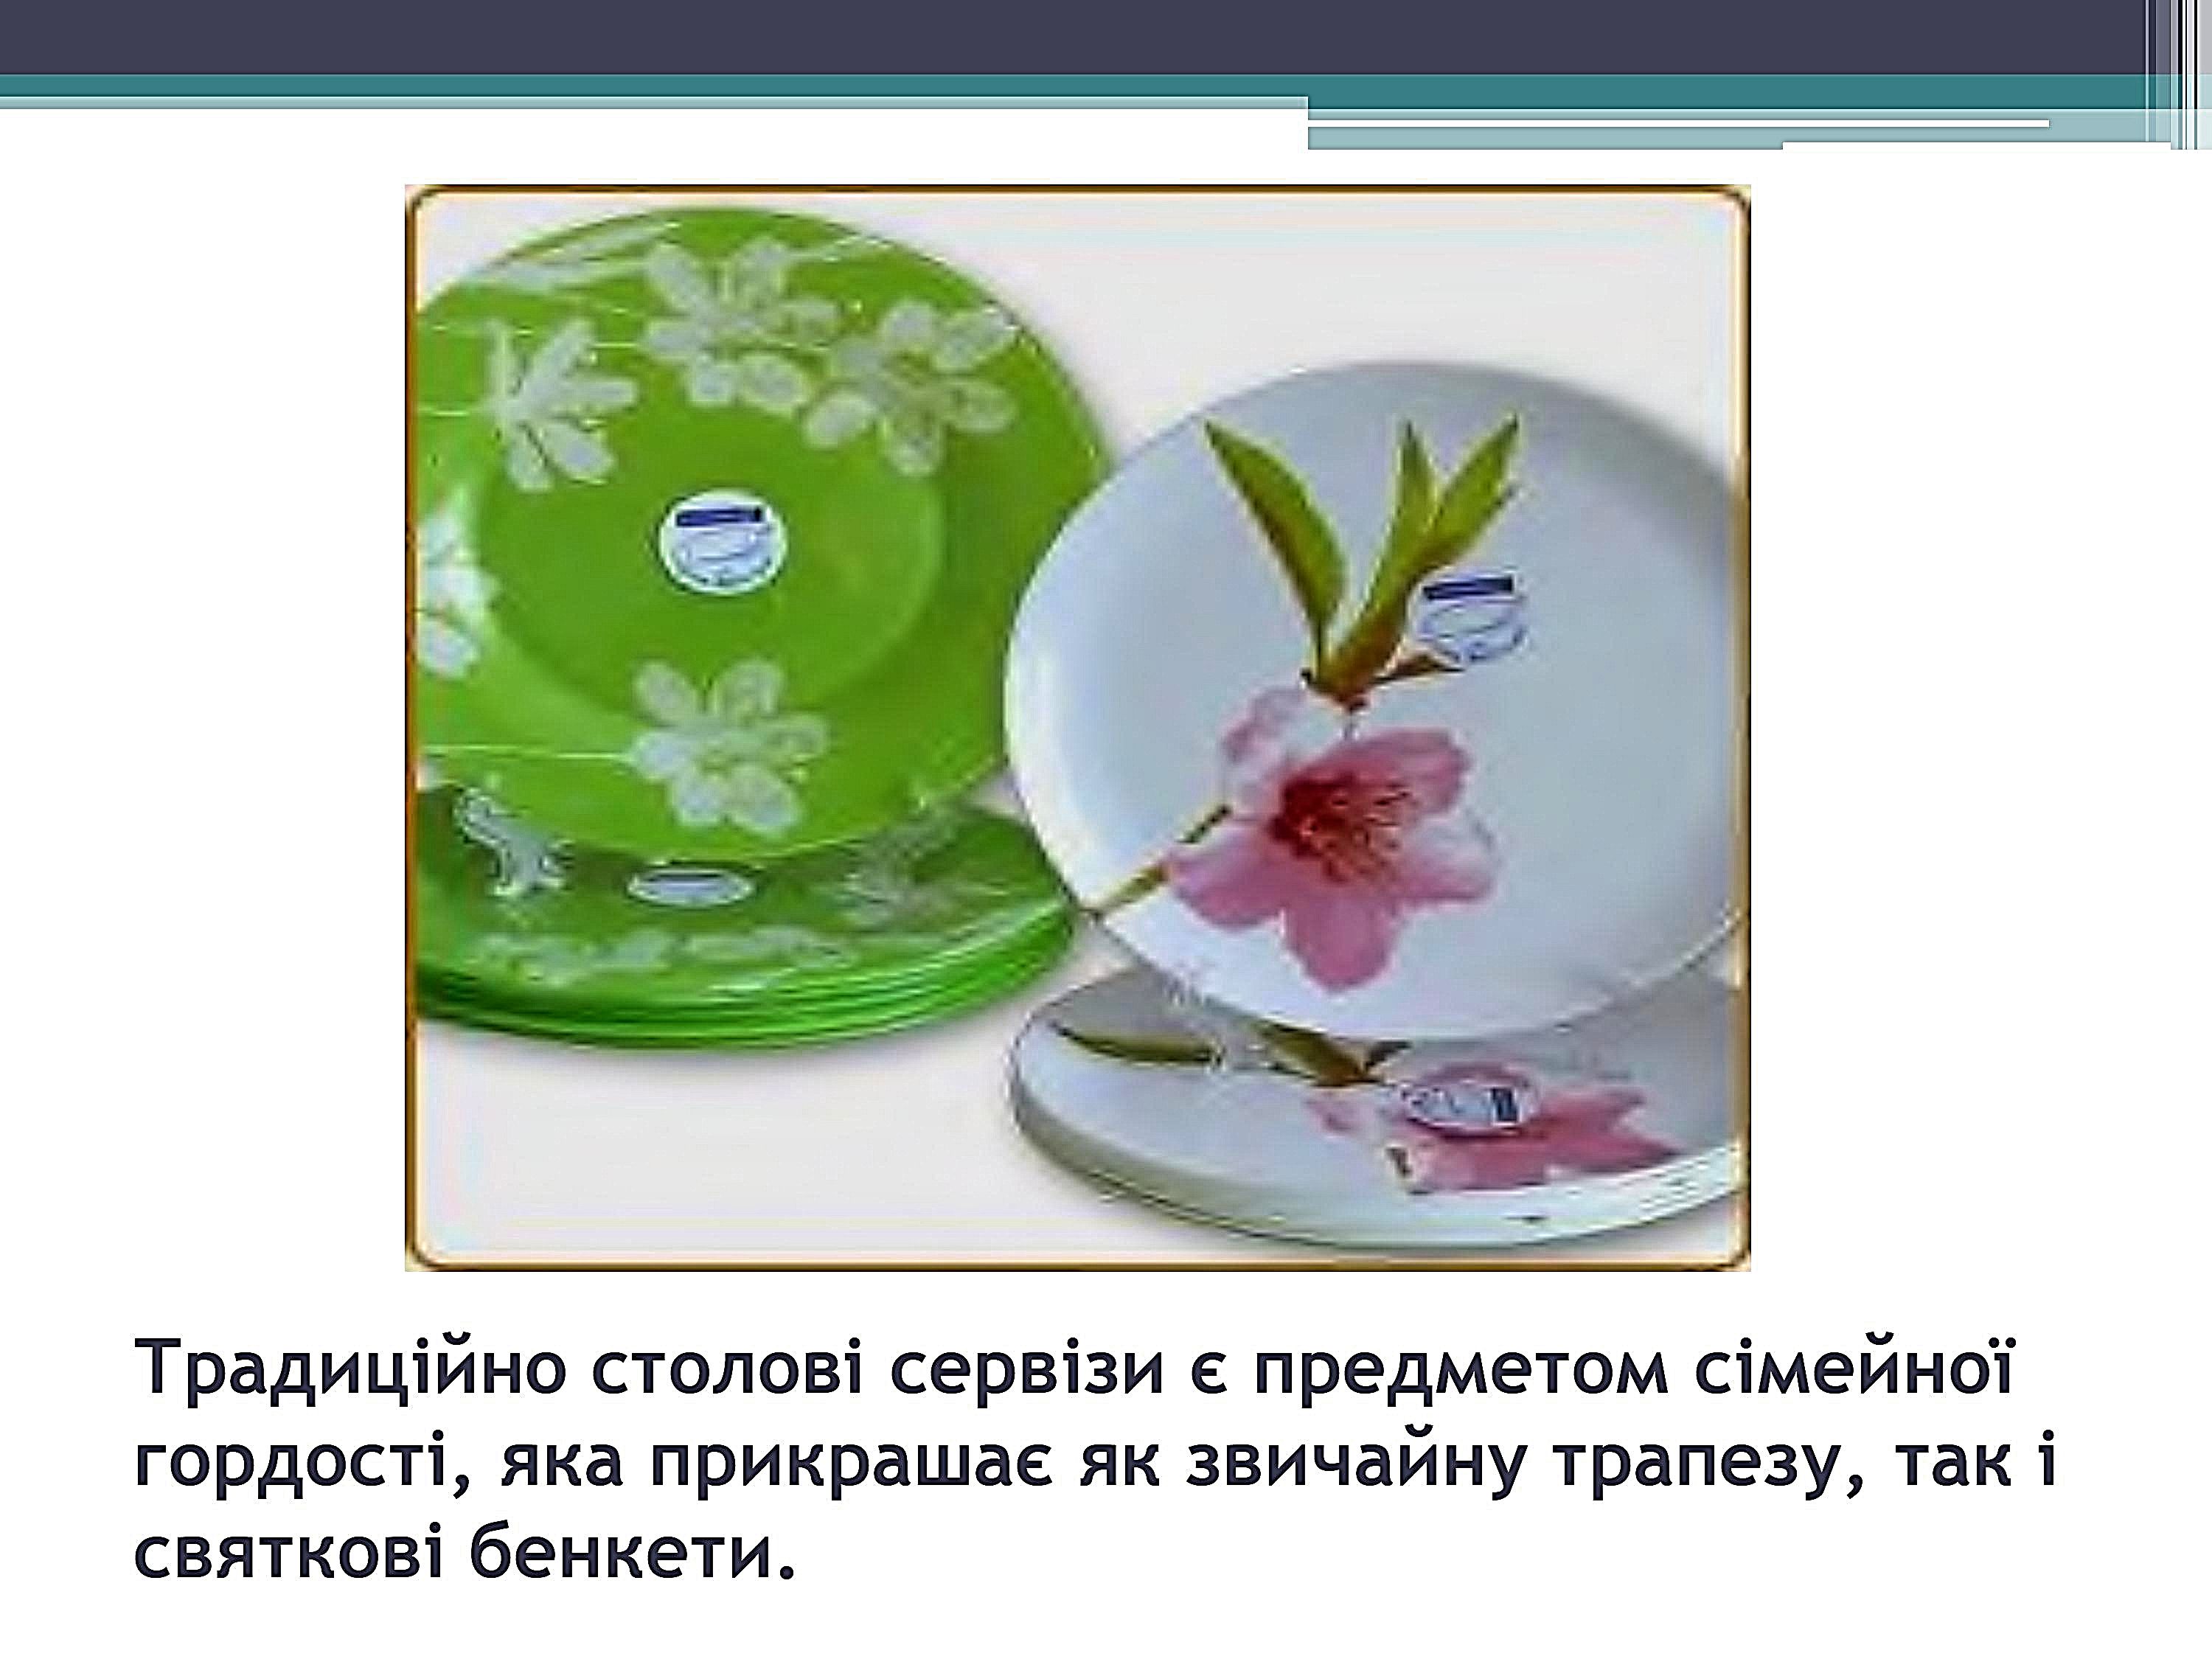 Традиційно столові сервізи є предметом сімейної
гордості, яка прикрашає як звичайну трапезу, так і
святкові бенкети.